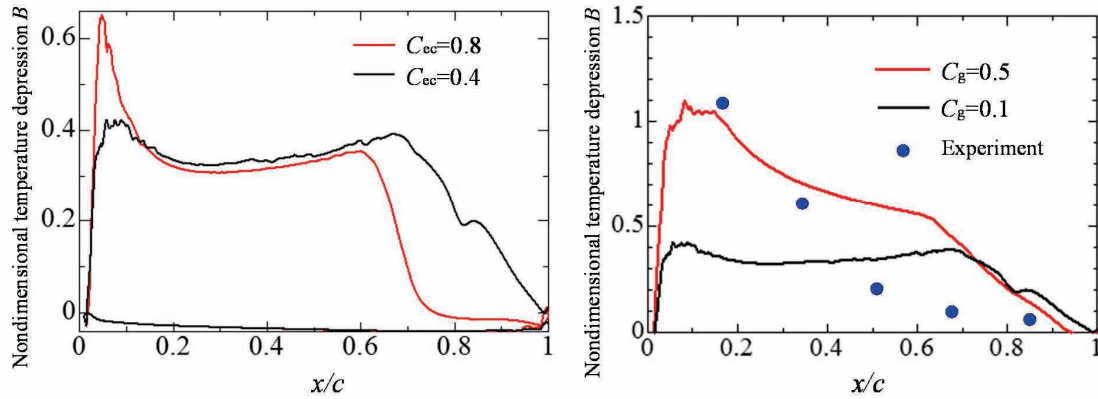 Nondimensional temperature depression B
0.6
0.4
0.2
0
Cec=0.8
Cec=0.4
0 0.2 0.4 0.6 0.8 1
x/c
Nondimensional temperature depression B
1.5
1
0.5
0
Cg=0.5
Cg=0.1
Experiment
0 0.2 0.4 0.6 0.8 1
x/c